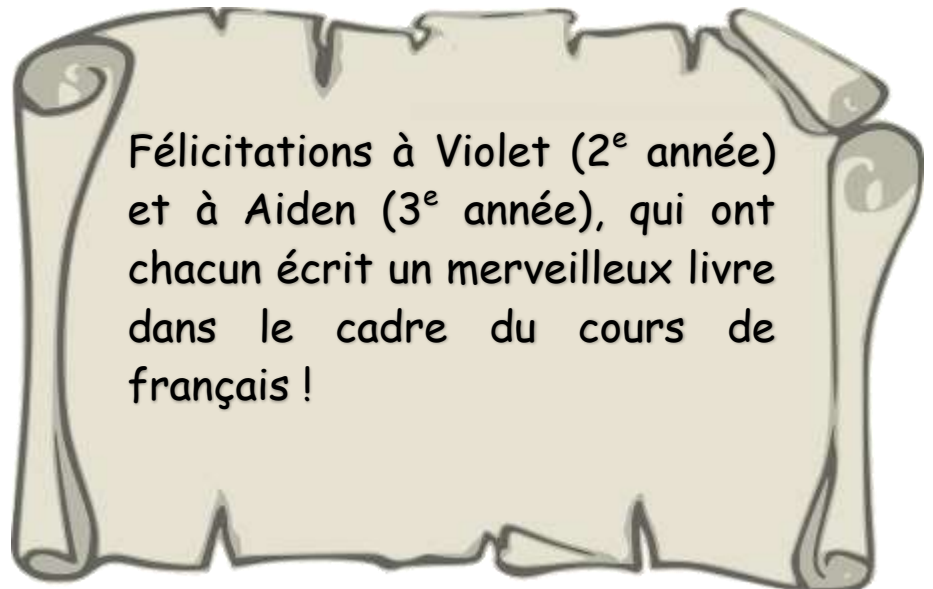 Félicitations à Violet (2e année)
et à Aiden (3e année), qui ont
chacun écrit un merveilleux livre
dans le cadre du cours de
français !